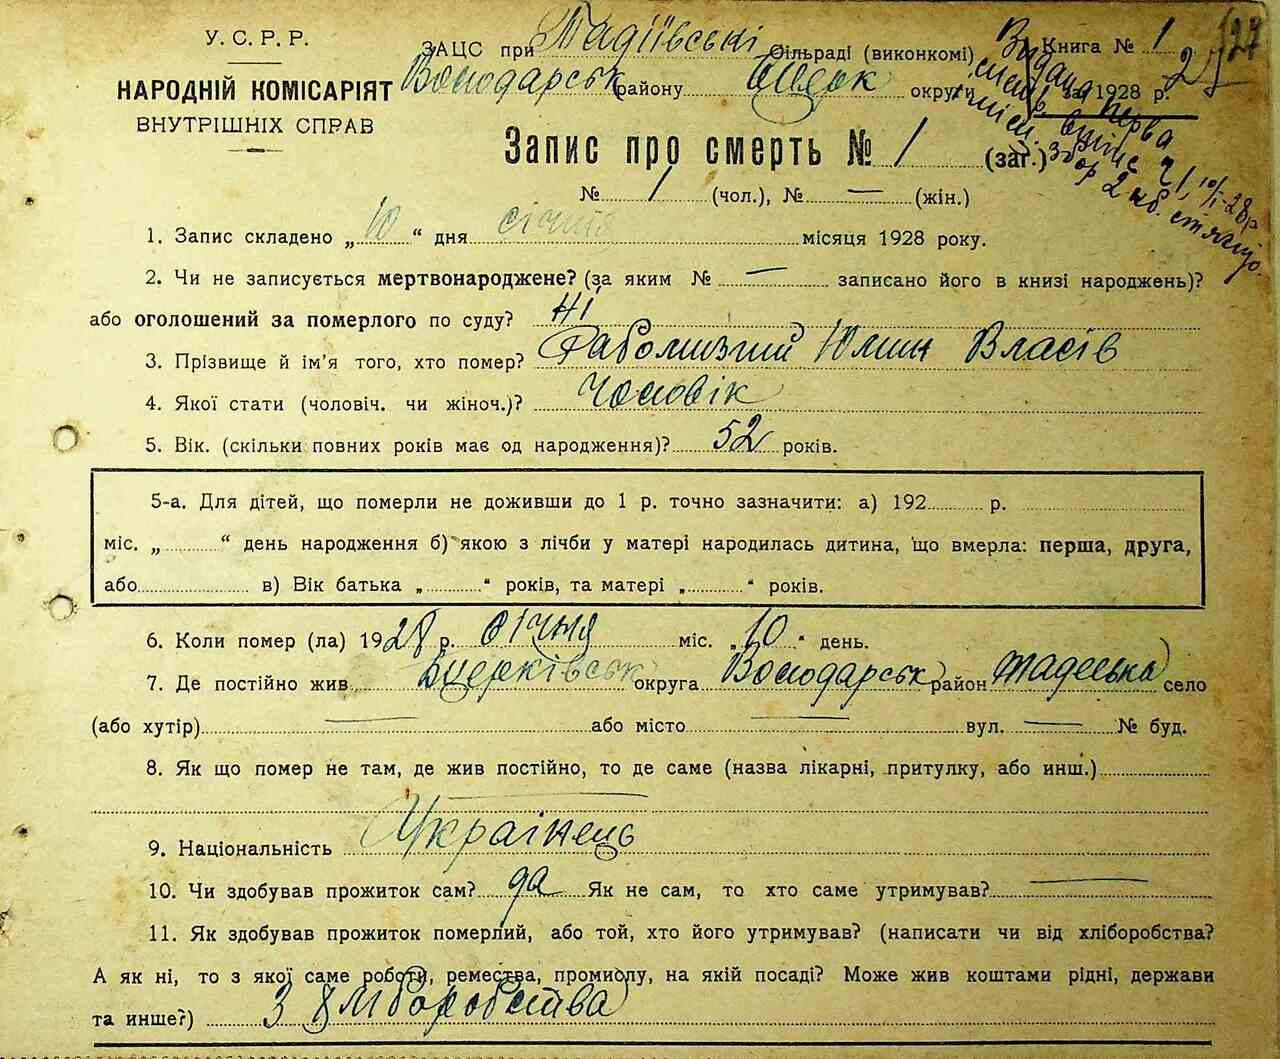 У. С. Р. Р.
НАРОДНІЙ КОМІСАРІЯТ
ВНУТРІШНІХ СПРАВ
ЗАЦС при Тадіївські сільраді (виконкомі)
Володарськ району Бцерк округи
Книга № 1
за 1928 р.
2
127
Видана перва
10/I-28 р.
Запис про смерть № 1 (заг.)
№ 1 (чол.), № — (жін.)
1. Запис складено „10“ дня січня місяця 1928 року.
2. Чи не записується мертвонароджене? (за яким № — записано його в книзі народжень)?
або оголошений за померлого по суду? Ні
3. Прізвище й ім'я того, хто помер? Юлин Власів
4. Якої стати (чоловіч. чи жіноч.)? Чоловік
5. Вік. (скільки повних років має од народження)? 52 років.
5-а. Для дітей, що померли не доживши до 1 р. точно зазначити: а) 192 р.
міс. „ “ день народження б) якою з лічби у матері народилась дитина, що вмерла: перша, друга,
або в) Вік батька „ “ років, та матері „ “ років.
6. Коли помер (ла) 1928 р. січня міс. „10“ день.
7. Де постійно жив Бцерківськ округа Володарськ район село
(або хутір) — або місто — вул. — № буд.
8. Як що помер не там, де жив постійно, то де саме (назва лікарні, притулку, або инш.)
—
9. Національність Українець
10. Чи здобував прожиток сам? да Як не сам, то хто саме утримував? —
11. Як здобував прожиток померлий, або той, хто його утримував? (написати чи від хліборобства?
А як ні, то з якої саме роботи, ремества, промислу, на якій посаді? Може жив коштами рідні, держави
та инше?) З хліборобства